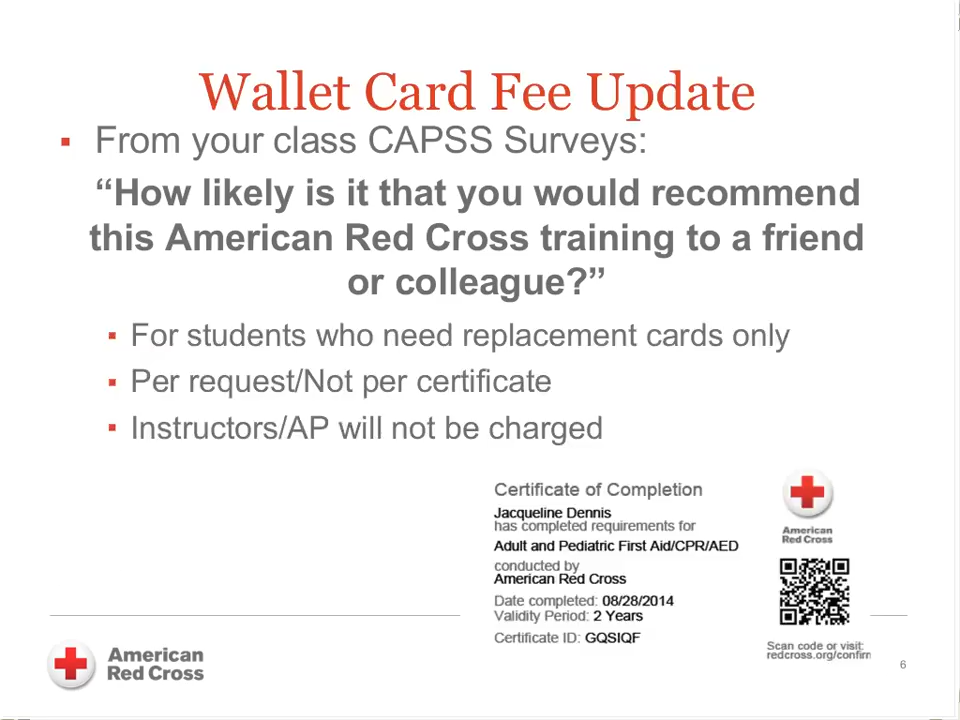 Wallet Card Fee Update
▪ From your class CAPSS Surveys:
“How likely is it that you would recommend
this American Red Cross training to a friend
or colleague?”
▪ For students who need replacement cards only
▪ Per request/Not per certificate
▪ Instructors/AP will not be charged
Certificate of Completion
Jacqueline Dennis
has completed requirements for
Adult and Pediatric First Aid/CPR/AED
conducted by
American Red Cross
Date completed: 08/28/2014
Validity Period: 2 Years
Certificate ID: GQSIQF
American
Red Cross
Scan code or visit:
redcross.org/confirm
American
Red Cross
6